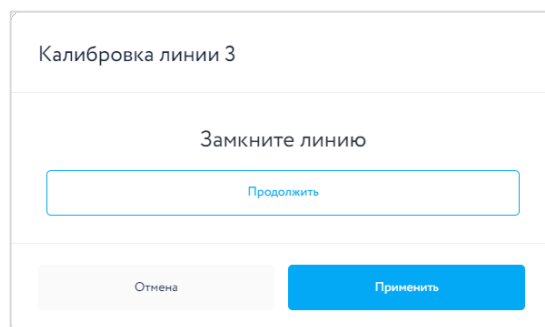 Калибровка линии 3
Замкните линию
Продолжить
Отмена
Применить